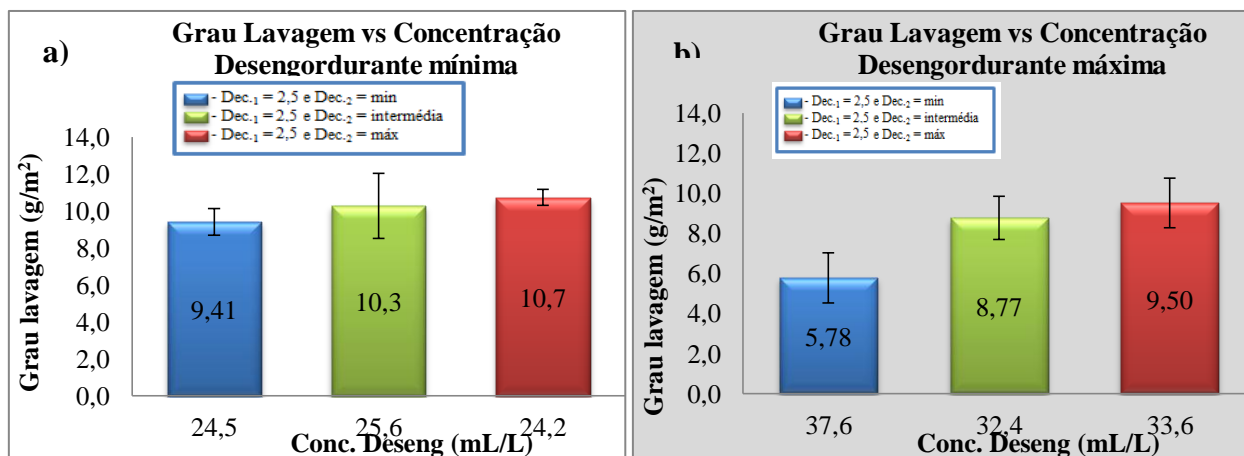 a)
Grau Lavagem vs Concentração
Desengordurante mínima
- Dec.₁ = 2,5 e Dec.₂ = min
- Dec.₁ = 2,5 e Dec.₂ = intermédia
- Dec.₁ = 2,5 e Dec.₂ = máx
Grau lavagem (g/m²)
14,0
12,0
10,0
8,0
6,0
4,0
2,0
0,0
9,41
10,3
10,7
24,5
25,6
24,2
Conc. Deseng (mL/L)
b)
Grau Lavagem vs Concentração
Desengordurante máxima
- Dec.₁ = 2,5 e Dec.₂ = min
- Dec.₁ = 2,5 e Dec.₂ = intermédia
- Dec.₁ = 2,5 e Dec.₂ = máx
Grau lavagem (g/m²)
14,0
12,0
10,0
8,0
6,0
4,0
2,0
0,0
5,78
8,77
9,50
37,6
32,4
33,6
Conc. Deseng (mL/L)